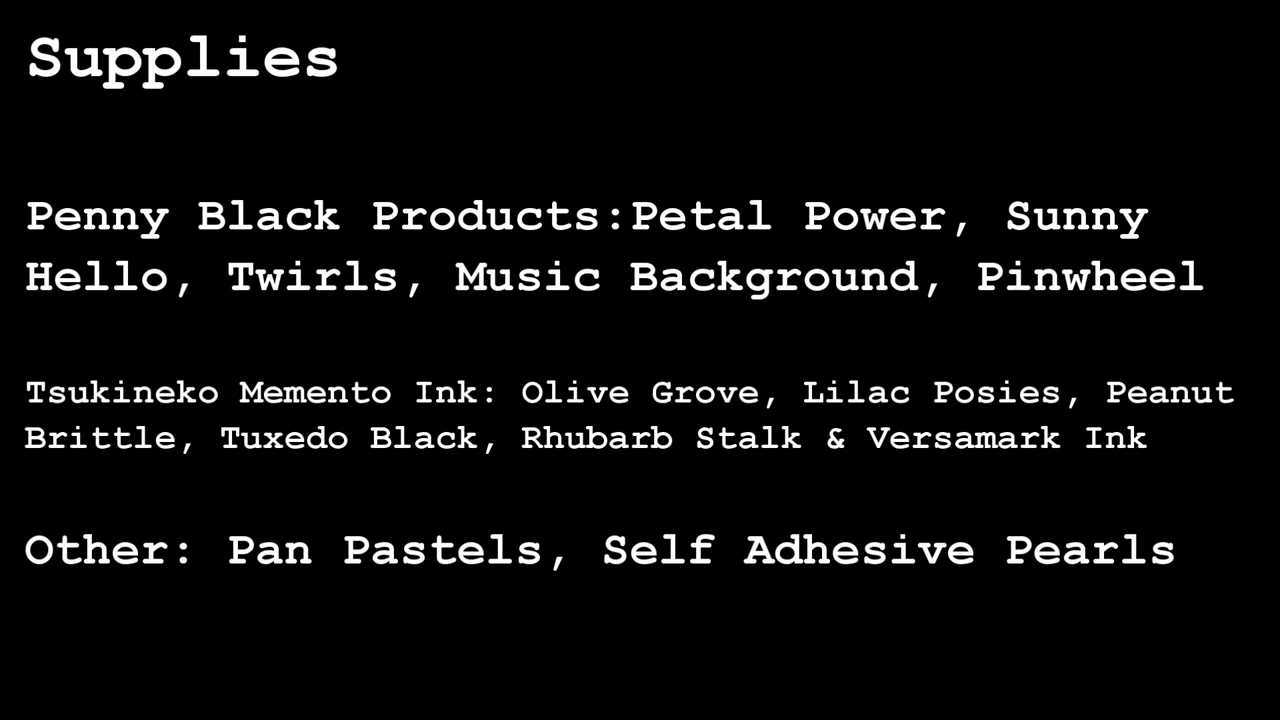 Supplies
Penny Black Products:Petal Power, Sunny
Hello, Twirls, Music Background, Pinwheel
Tsukineko Memento Ink: Olive Grove, Lilac Posies, Peanut
Brittle, Tuxedo Black, Rhubarb Stalk & Versamark Ink
Other: Pan Pastels, Self Adhesive Pearls